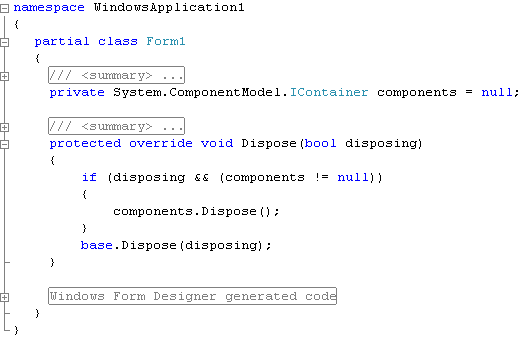 namespace WindowsApplication1
{
partial class Form1
{
/// <summary> ...
private System.ComponentModel.IContainer components = null;
/// <summary> ...
protected override void Dispose(bool disposing)
{
if (disposing && (components != null))
{
components.Dispose();
}
base.Dispose(disposing);
}
Windows Form Designer generated code
}
}